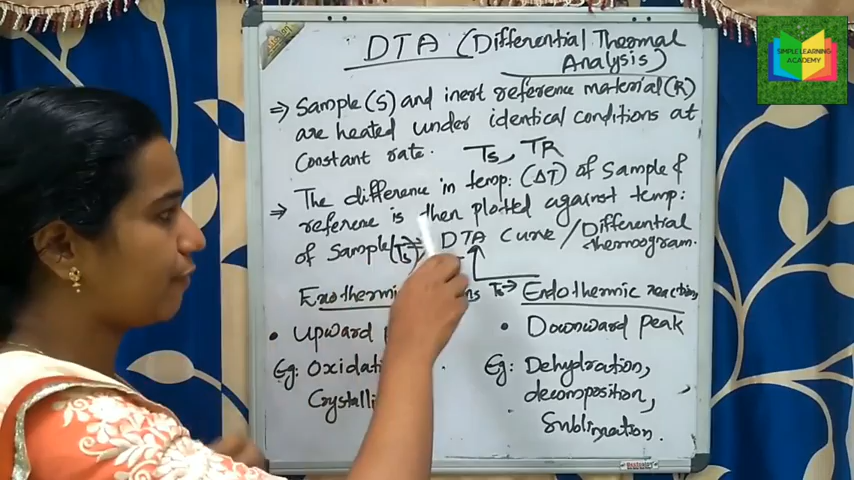 DTA (Differential Thermal
Analysis)
⇒ Sample(S) and inert reference material(R)
are heated under identical conditions at
Constant rate. Ts, TR
⇒ The difference in temp: (ΔT) of Sample &
reference is then plotted against temp:
of Sample(Ts) ⇒ DTA Curve/Differential
thermogram.
Exothermic Ts→ Endothermic reaction
• Upward • Downward Peak
Eg: Eg: Dehydration,
decomposition,
Sublimation.
SIMPLE LEARNING
ACADEMY